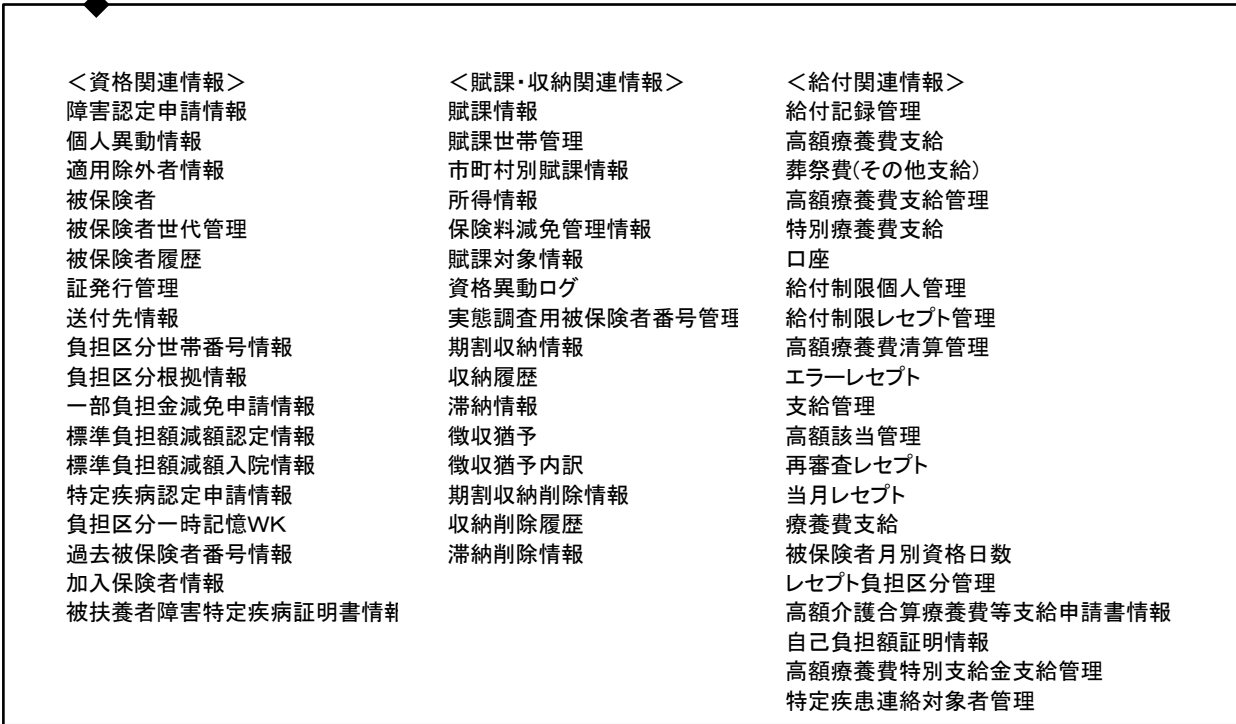 ＜資格関連情報＞
障害認定申請情報
個人異動情報
適用除外者情報
被保険者
被保険者世代管理
被保険者履歴
証発行管理
送付先情報
負担区分世帯番号情報
負担区分根拠情報
一部負担金減免申請情報
標準負担額減額認定情報
標準負担額減額入院情報
特定疾病認定申請情報
負担区分一時記憶WK
過去被保険者番号情報
加入保険者情報
被扶養者障害特定疾病証明書情報
＜賦課・収納関連情報＞
賦課情報
賦課世帯管理
市町村別賦課情報
所得情報
保険料減免管理情報
賦課対象情報
資格異動ログ
実態調査用被保険者番号管理
期割収納情報
収納履歴
滞納情報
徴収猶予
徴収猶予内訳
期割収納削除情報
収納削除履歴
滞納削除情報
＜給付関連情報＞
給付記録管理
高額療養費支給
葬祭費(その他支給)
高額療養費支給管理
特別療養費支給
口座
給付制限個人管理
給付制限レセプト管理
高額療養費清算管理
エラーレセプト
支給管理
高額該当管理
再審査レセプト
当月レセプト
療養費支給
被保険者月別資格日数
レセプト負担区分管理
高額介護合算療養費等支給申請書情報
自己負担額証明情報
高額療養費特別支給金支給管理
特定疾患連絡対象者管理